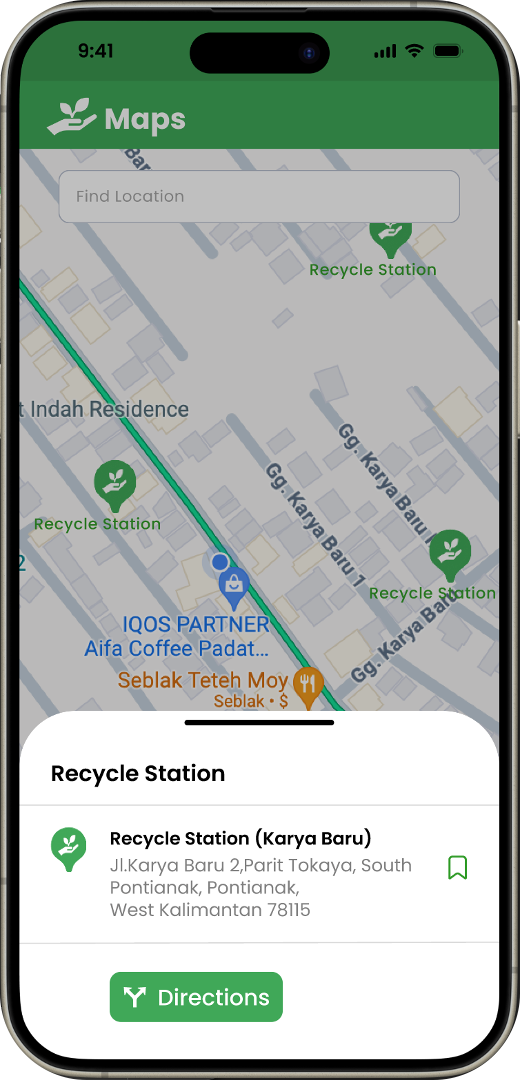 9:41
Maps
Bar
Find Location
Recycle Station
t Indah Residence
Gg. Karya Baru
Gg. Karya Baru 1
Recycle Station
Recycle Station
2
IQOS PARTNER
Aifa Coffee Padat...
Gg. Karya Baru
Seblak Teteh Moy
Seblak • $
Recycle Station
Recycle Station (Karya Baru)
Jl.Karya Baru 2,Parit Tokaya, South
Pontianak, Pontianak,
West Kalimantan 78115
Directions